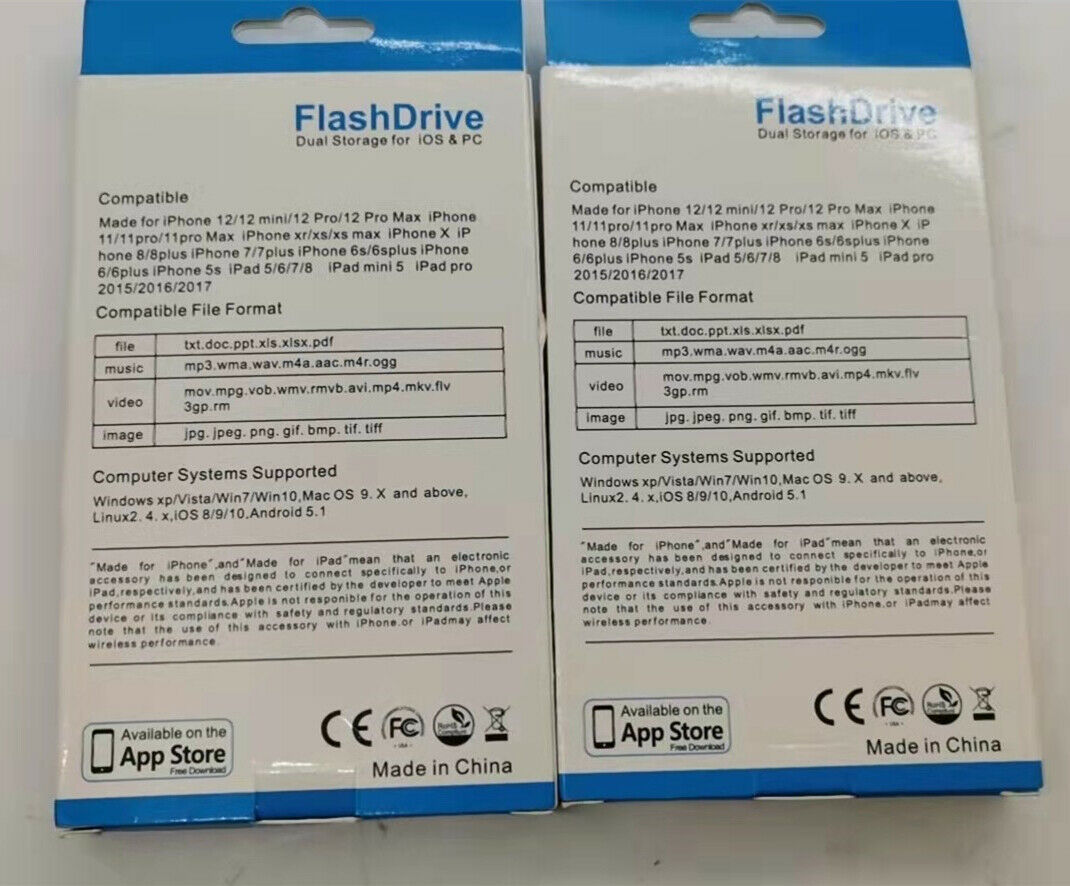 FlashDrive
Dual Storage for iOS & PC
Compatible
Made for iPhone 12/12 mini/12 Pro/12 Pro Max iPhone
11/11pro/11pro Max iPhone xr/xs/xs max iPhone X iP
hone 8/8plus iPhone 7/7plus iPhone 6s/6splus iPhone
6/6plus iPhone 5s iPad 5/6/7/8 iPad mini 5 iPad pro
2015/2016/2017
Compatible File Format
file txt.doc.ppt.xls.xlsx.pdf
music mp3.wma.wav.m4a.aac.m4r.ogg
video mov.mpg.vob.wmv.rmvb.avi.mp4.mkv.flv
3gp.rm
image jpg. jpeg. png. gif. bmp. tif. tiff
Computer Systems Supported
Windows xp/Vista/Win7/Win10,Mac OS 9. X and above,
Linux2. 4. x,iOS 8/9/10,Android 5.1
"Made for iPhone",and"Made for iPad"mean that an electronic
accessory has been designed to connect specifically to iPhone,or
iPad,respectively,and has been certified by the developer to meet Apple
performance standards.Apple is not responible for the operation of this
device or its compliance with safety and regulatory standards.Please
note that the use of this accessory with iPhone.or iPadmay affect
wireless performance.
Available on the
App Store
Free Download
CE FC RoHS
Compliant
USA
Made in China
FlashDrive
Dual Storage for iOS & PC
Compatible
Made for iPhone 12/12 mini/12 Pro/12 Pro Max iPhone
11/11pro/11pro Max iPhone xr/xs/xs max iPhone X iP
hone 8/8plus iPhone 7/7plus iPhone 6s/6splus iPhone
6/6plus iPhone 5s iPad 5/6/7/8 iPad mini 5 iPad pro
2015/2016/2017
Compatible File Format
file txt.doc.ppt.xls.xlsx.pdf
music mp3.wma.wav.m4a.aac.m4r.ogg
video mov.mpg.vob.wmv.rmvb.avi.mp4.mkv.flv
3gp.rm
image jpg. jpeg. png. gif. bmp. tif. tiff
Computer Systems Supported
Windows xp/Vista/Win7/Win10,Mac OS 9. X and above,
Linux2. 4. x,iOS 8/9/10,Android 5.1
"Made for iPhone",and"Made for iPad"mean that an electronic
accessory has been designed to connect specifically to iPhone,or
iPad,respectively,and has been certified by the developer to meet Apple
performance standards.Apple is not responible for the operation of this
device or its compliance with safety and regulatory standards.Please
note that the use of this accessory with iPhone.or iPadmay affect
wireless performance.
Available on the
App Store
Free Download
CE FC RoHS
Compliant
Made in China